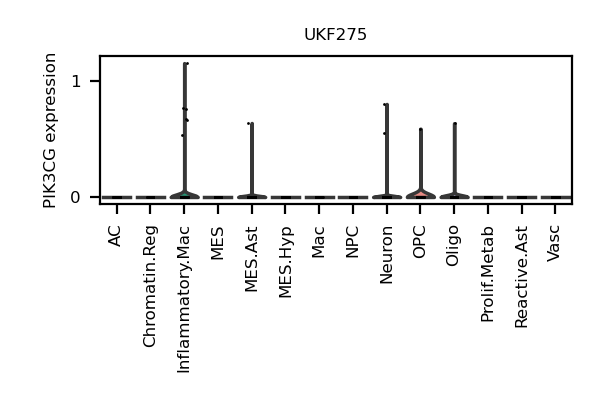 UKF275
PIK3CG expression
1
0
AC
Chromatin.Reg
Inflammatory.Mac
MES
MES.Ast
MES.Hyp
Mac
NPC
Neuron
OPC
Oligo
Prolif.Metab
Reactive.Ast
Vasc